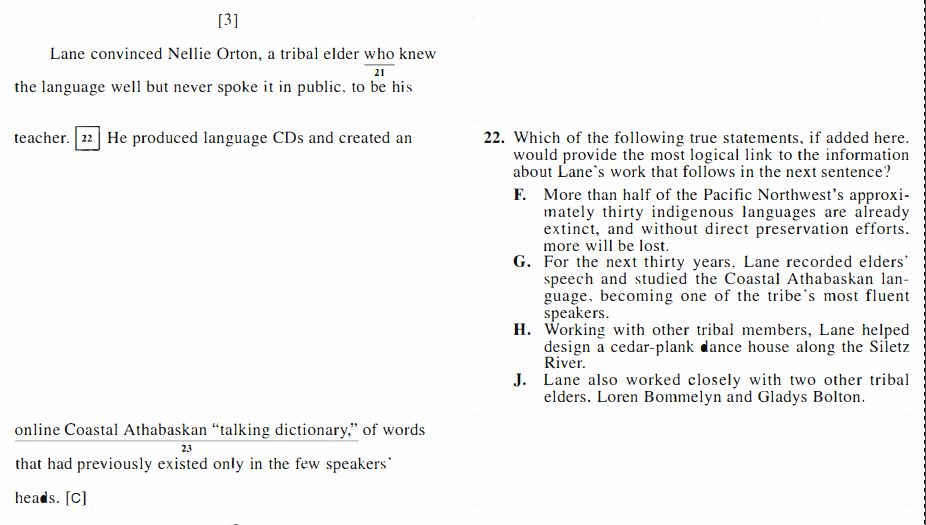 [3]
Lane convinced Nellie Orton, a tribal elder who knew
21
the language well but never spoke it in public, to be his
teacher. 22 He produced language CDs and created an
online Coastal Athabaskan “talking dictionary,” of words
23
that had previously existed only in the few speakers’
heads. [C]
22. Which of the following true statements, if added here,
would provide the most logical link to the information
about Lane’s work that follows in the next sentence?
F. More than half of the Pacific Northwest’s approxi-
mately thirty indigenous languages are already
extinct, and without direct preservation efforts,
more will be lost.
G. For the next thirty years, Lane recorded elders’
speech and studied the Coastal Athabaskan lan-
guage, becoming one of the tribe’s most fluent
speakers.
H. Working with other tribal members, Lane helped
design a cedar-plank dance house along the Siletz
River.
J. Lane also worked closely with two other tribal
elders, Loren Bommelyn and Gladys Bolton.